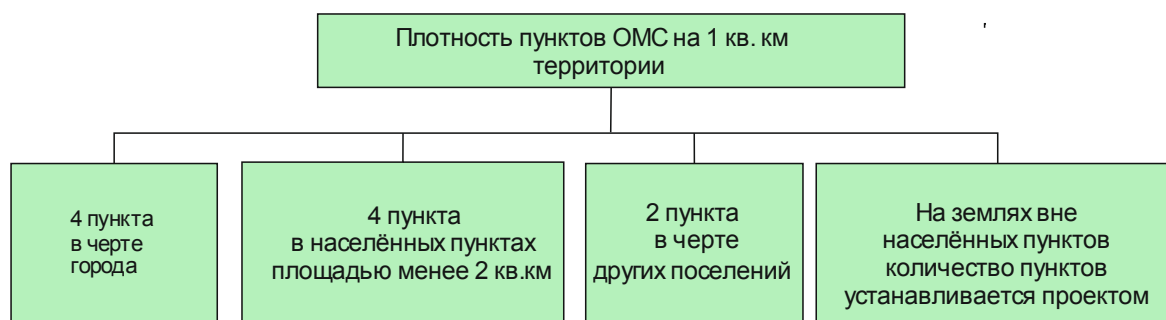 Плотность пунктов ОМС на 1 кв. км
территории
4 пункта
в черте
города
4 пункта
в населённых пунктах
площадью менее 2 кв.км
2 пункта
в черте
других поселений
На землях вне
населённых пунктов
количество пунктов
устанавливается проектом